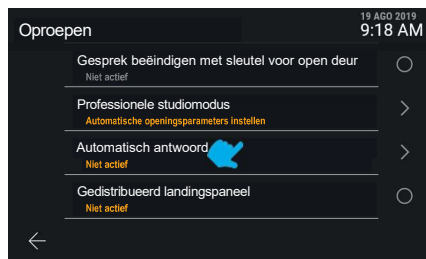 19 AGO 2019
Oproepen
9:18 AM
Gesprek beëindigen met sleutel voor open deur
Niet actief
Professionele studiomodus
Automatische openingsparameters instellen
Automatisch antwoord
Niet actief
Gedistribueerd landingspaneel
Niet actief